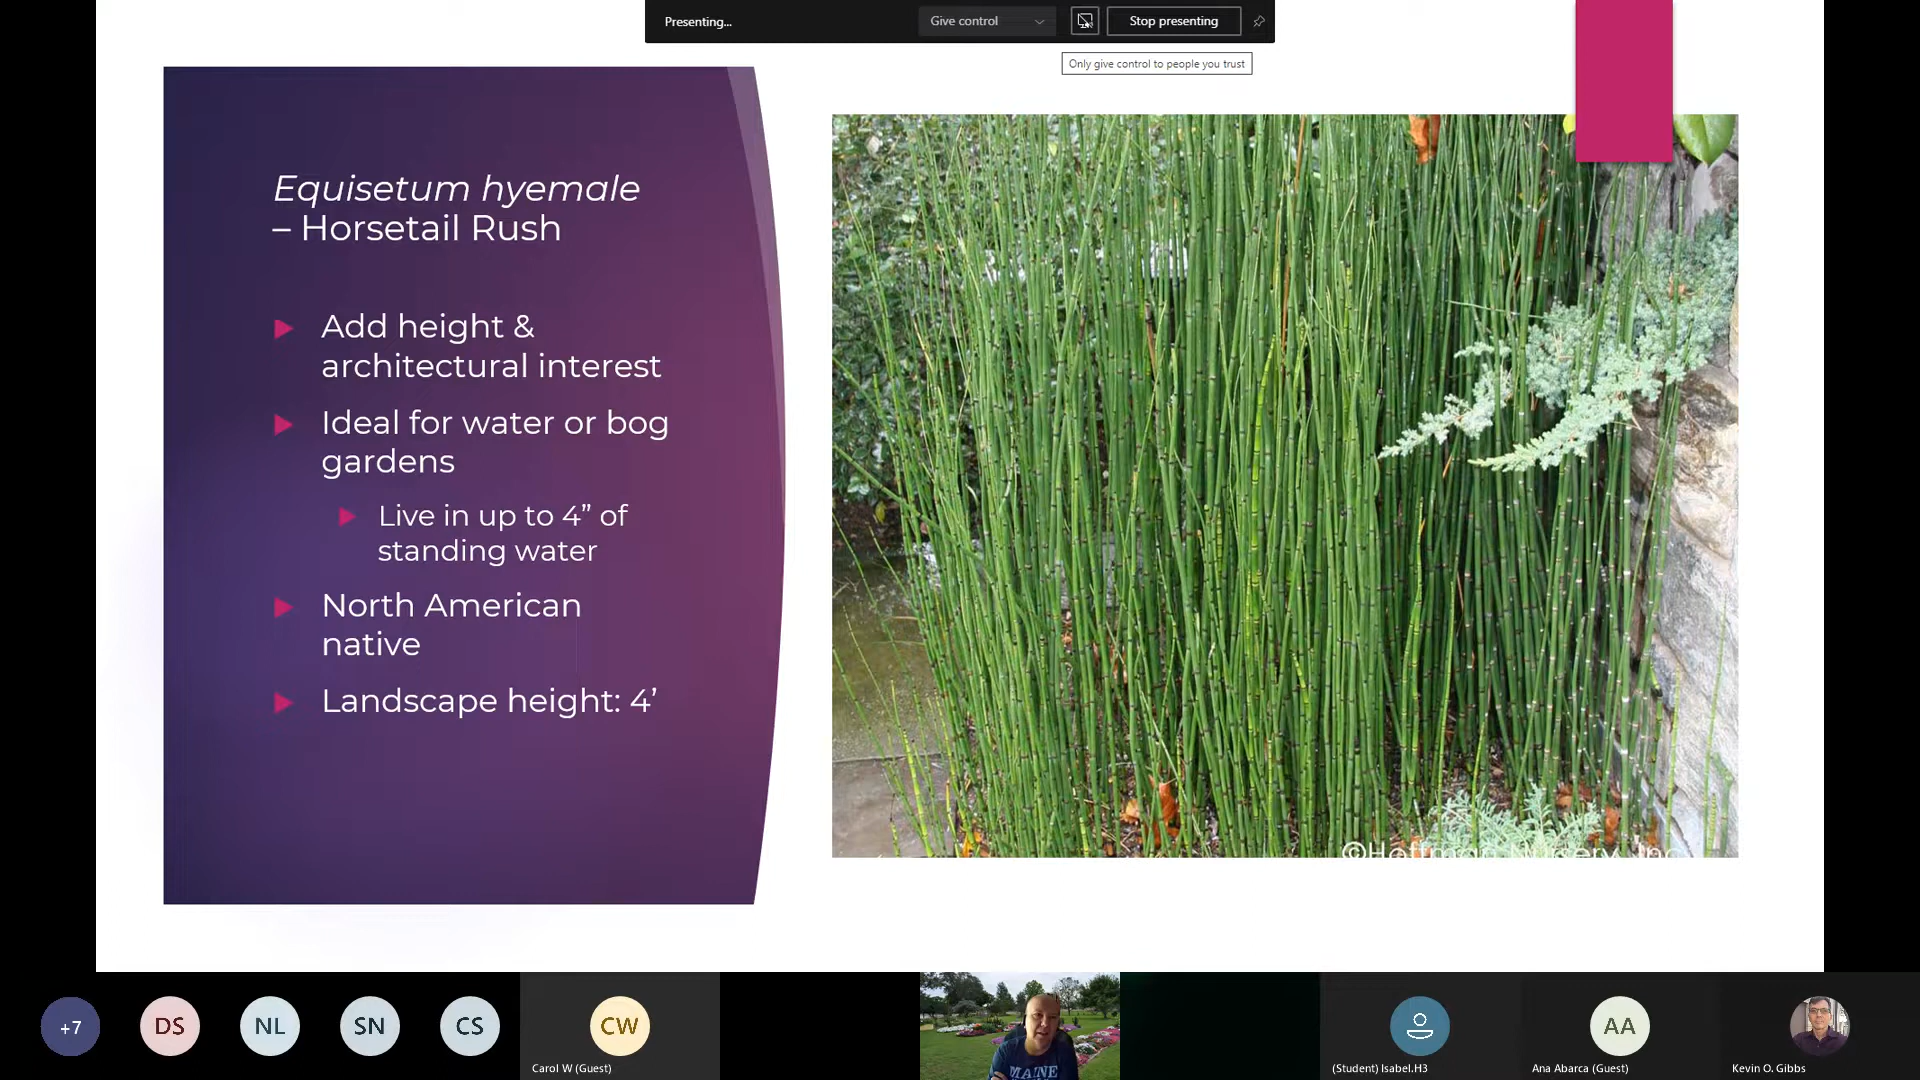 Presenting...
Give control
Stop presenting
Only give control to people you trust
Equisetum hyemale
– Horsetail Rush
Add height &
architectural interest
Ideal for water or bog
gardens
Live in up to 4” of
standing water
North American
native
Landscape height: 4’
©Hoffman Nursery, Inc.
+7
DS
NL
SN
CS
CW
Carol W (Guest)
MAINE
(Student) Isabel.H3
AA
Ana Abarca (Guest)
Kevin O. Gibbs